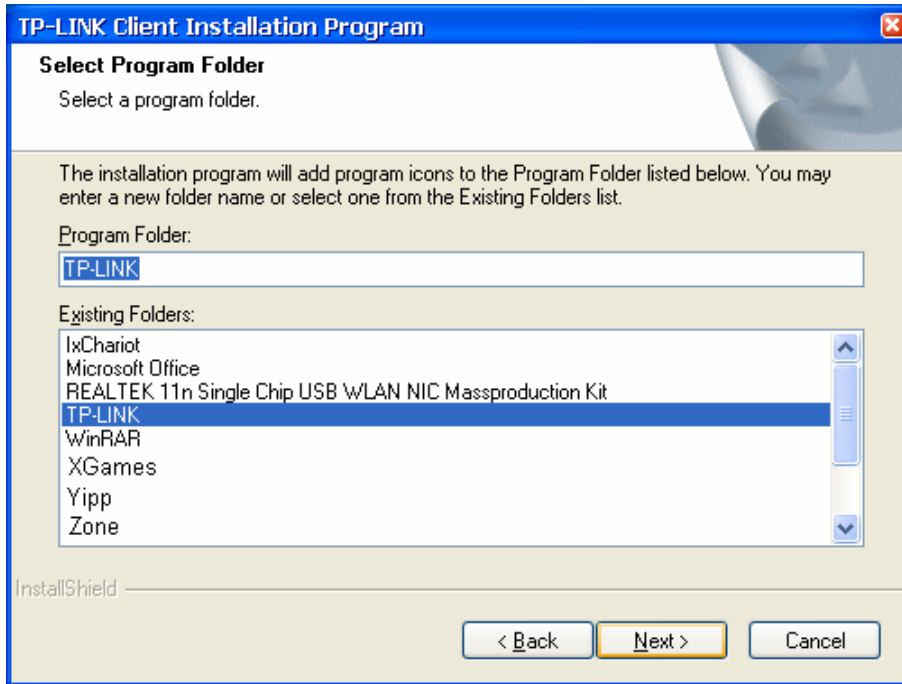 TP-LINK Client Installation Program
Select Program Folder
Select a program folder.
The installation program will add program icons to the Program Folder listed below. You may
enter a new folder name or select one from the Existing Folders list.
Program Folder:
TP-LINK
Existing Folders:
IxChariot
Microsoft Office
REALTEK 11n Single Chip USB WLAN NIC Massproduction Kit
TP-LINK
WinRAR
XGames
Yipp
Zone
InstallShield
< Back Next > Cancel